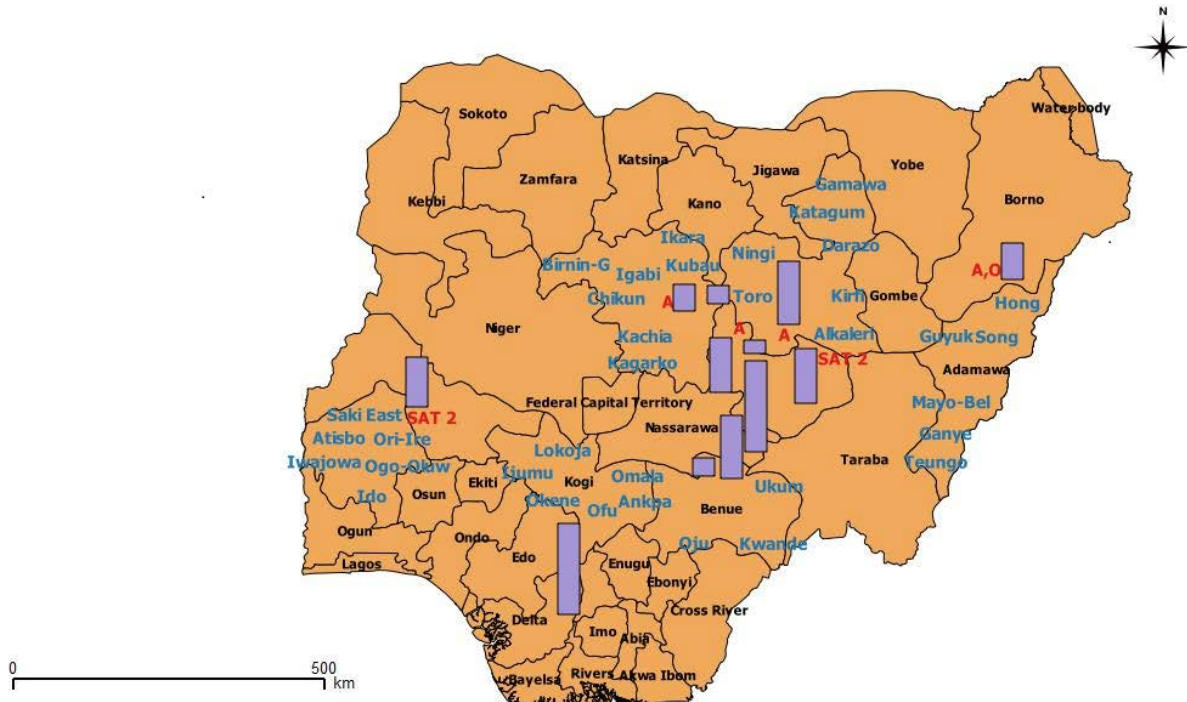 N
Water body
Sokoto
Katsina
Jigawa
Yobe
Zamfara
Gamawa
Kebbi
Kano
Borno
Katagum
Ikara
Darazo
Ningi
Birnin-G
Igabi
Kubau
A,O
Chikun
A
Toro
Kirfi
Gombe
Hong
Niger
A
A
Alkaleri
Kachia
Guyuk
Song
Kagarko
SAT 2
Adamawa
Federal Capital Territory
Mayo-Bel
Saki East
SAT 2
Nassarawa
Atisbo
Ori-Ire
Ganye
Iwajowa
Ogo-Oluw
Lokoja
Taraba
Teungo
Ijumu
Kogi
Omala
Ekiti
Ukum
Ido
Osun
Okene
Ofu
Ankpa
Benue
Ogun
Ondo
Oju
Kwande
Lagos
Edo
Enugu
Ebonyi
Cross River
Delta
Imo
Abia
0
500
km
Bayelsa
Rivers
Akwa Ibom